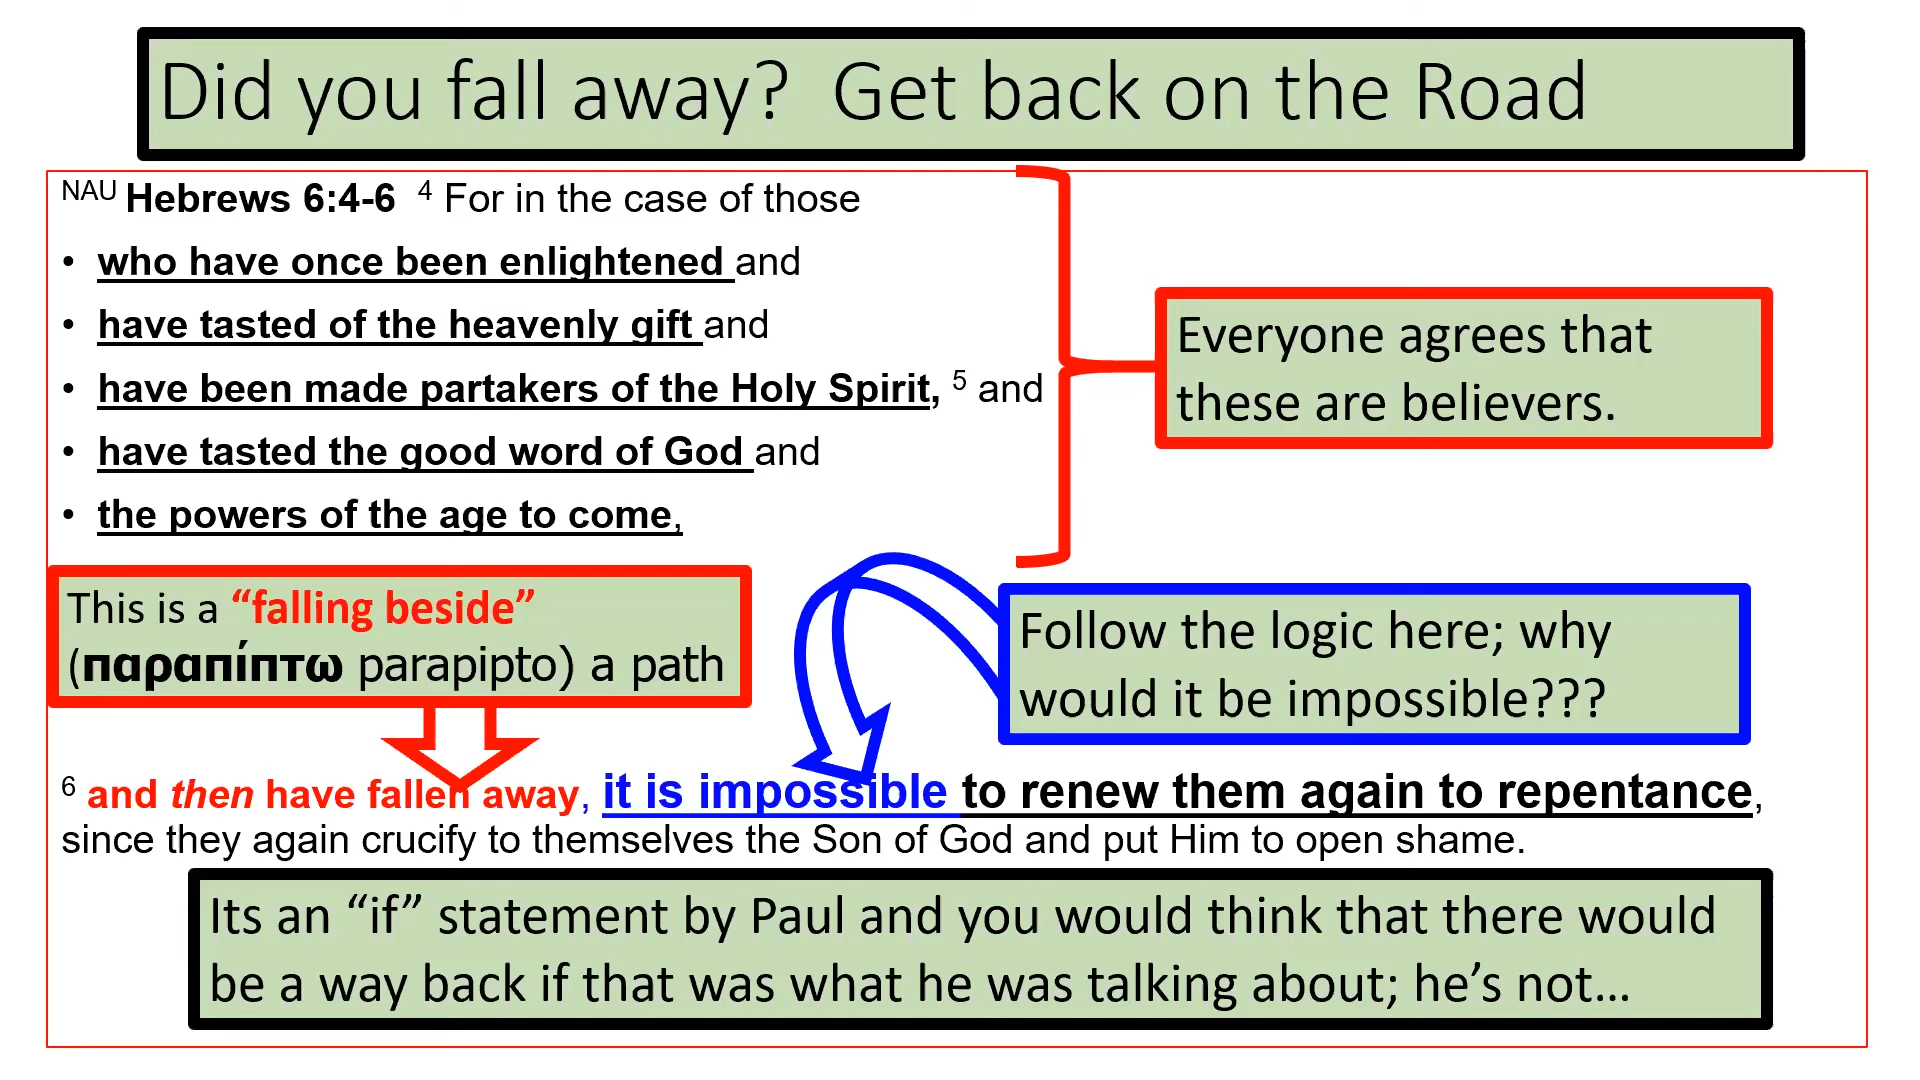 Did you fall away?  Get back on the Road
NAU Hebrews 6:4-6  4 For in the case of those
• who have once been enlightened and
• have tasted of the heavenly gift and
• have been made partakers of the Holy Spirit, 5 and
• have tasted the good word of God and
• the powers of the age to come,
Everyone agrees that
these are believers.
This is a “falling beside”
(παραπίπτω parapipto) a path
Follow the logic here; why
would it be impossible???
6 and then have fallen away, it is impossible to renew them again to repentance,
since they again crucify to themselves the Son of God and put Him to open shame.
Its an “if” statement by Paul and you would think that there would
be a way back if that was what he was talking about; he’s not…